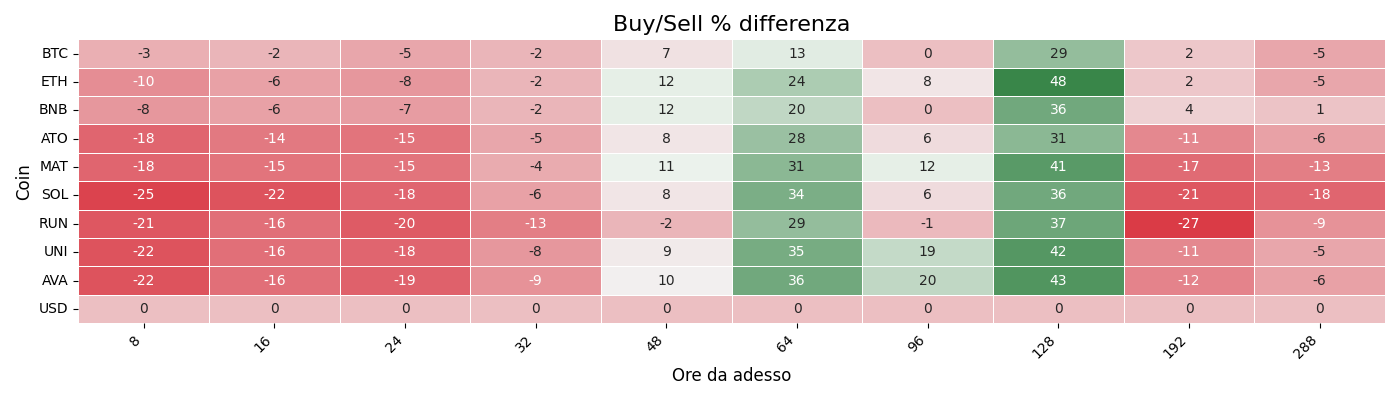 Buy/Sell % differenza
Coin
BTC -3 -2 -5 -2 7 13 0 29 2 -5
ETH -10 -6 -8 -2 12 24 8 48 2 -5
BNB -8 -6 -7 -2 12 20 0 36 4 1
ATO -18 -14 -15 -5 8 28 6 31 -11 -6
MAT -18 -15 -15 -4 11 31 12 41 -17 -13
SOL -25 -22 -18 -6 8 34 6 36 -21 -18
RUN -21 -16 -20 -13 -2 29 -1 37 -27 -9
UNI -22 -16 -18 -8 9 35 19 42 -11 -5
AVA -22 -16 -19 -9 10 36 20 43 -12 -6
USD 0 0 0 0 0 0 0 0 0 0
8 16 24 32 48 64 96 128 192 288
Ore da adesso